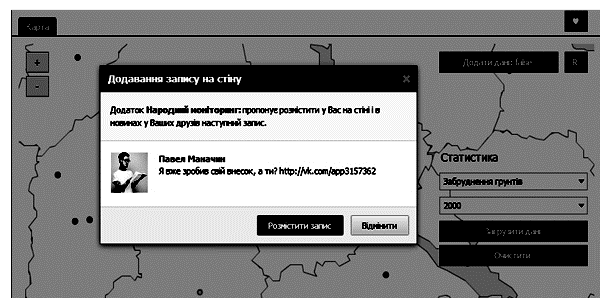 Карта
♥
+
Додати дані false
R
-
Додавання запису на стіну
×
Додаток Народний моніторинг: пропонує розмістити у Вас на стіні і в
новинах у Ваших друзів наступний запис.
Павел Маначин
Я вже зробив свій внесок, а ти? http://vk.com/app3157362
Розмістити запис
Відмінити
Статистика
Забруднення грунтів
2000
Загрузити дані
Очистити